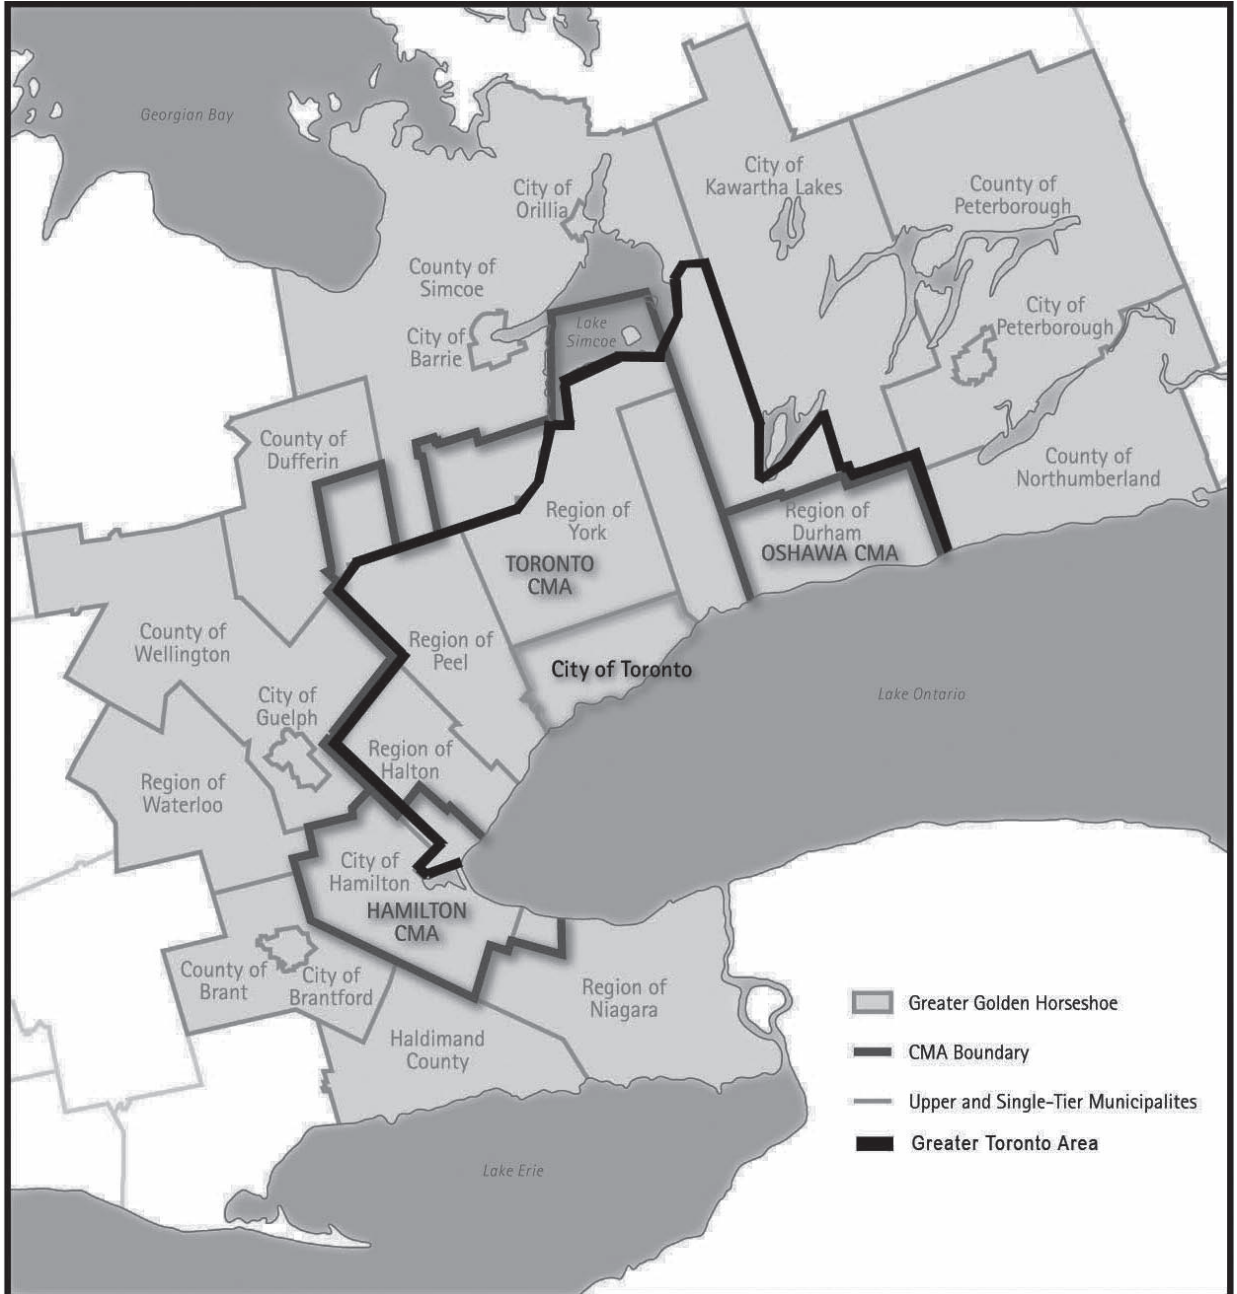 Georgian Bay
City of
Orillia
City of
Kawartha Lakes
County of
Peterborough
County of
Simcoe
City of
Barrie
Lake
Simcoe
City of
Peterborough
County of
Dufferin
County of
Northumberland
Region of
York
Region of
Durham
OSHAWA CMA
TORONTO
CMA
County of
Wellington
Region of
Peel
City of Toronto
Lake Ontario
City of
Guelph
Region of
Halton
Region of
Waterloo
City of
Hamilton
HAMILTON
CMA
County of
Brant
City of
Brantford
Region of
Niagara
Haldimand
County
Lake Erie
Greater Golden Horseshoe
CMA Boundary
Upper and Single-Tier Municipalites
Greater Toronto Area